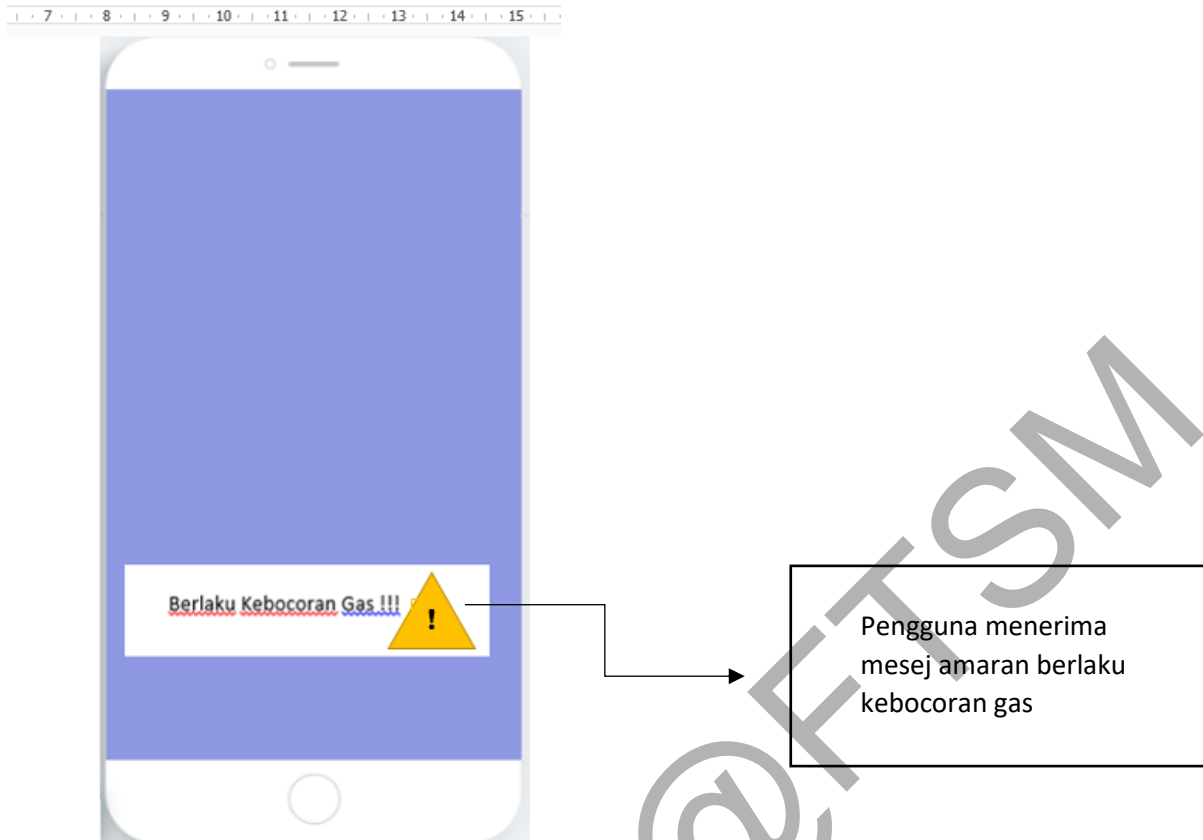 7 8 9 10 11 12 13 14 15
Berlaku Kebocoran Gas !!!
!
Pengguna menerima
mesej amaran berlaku
kebocoran gas
@FTSM